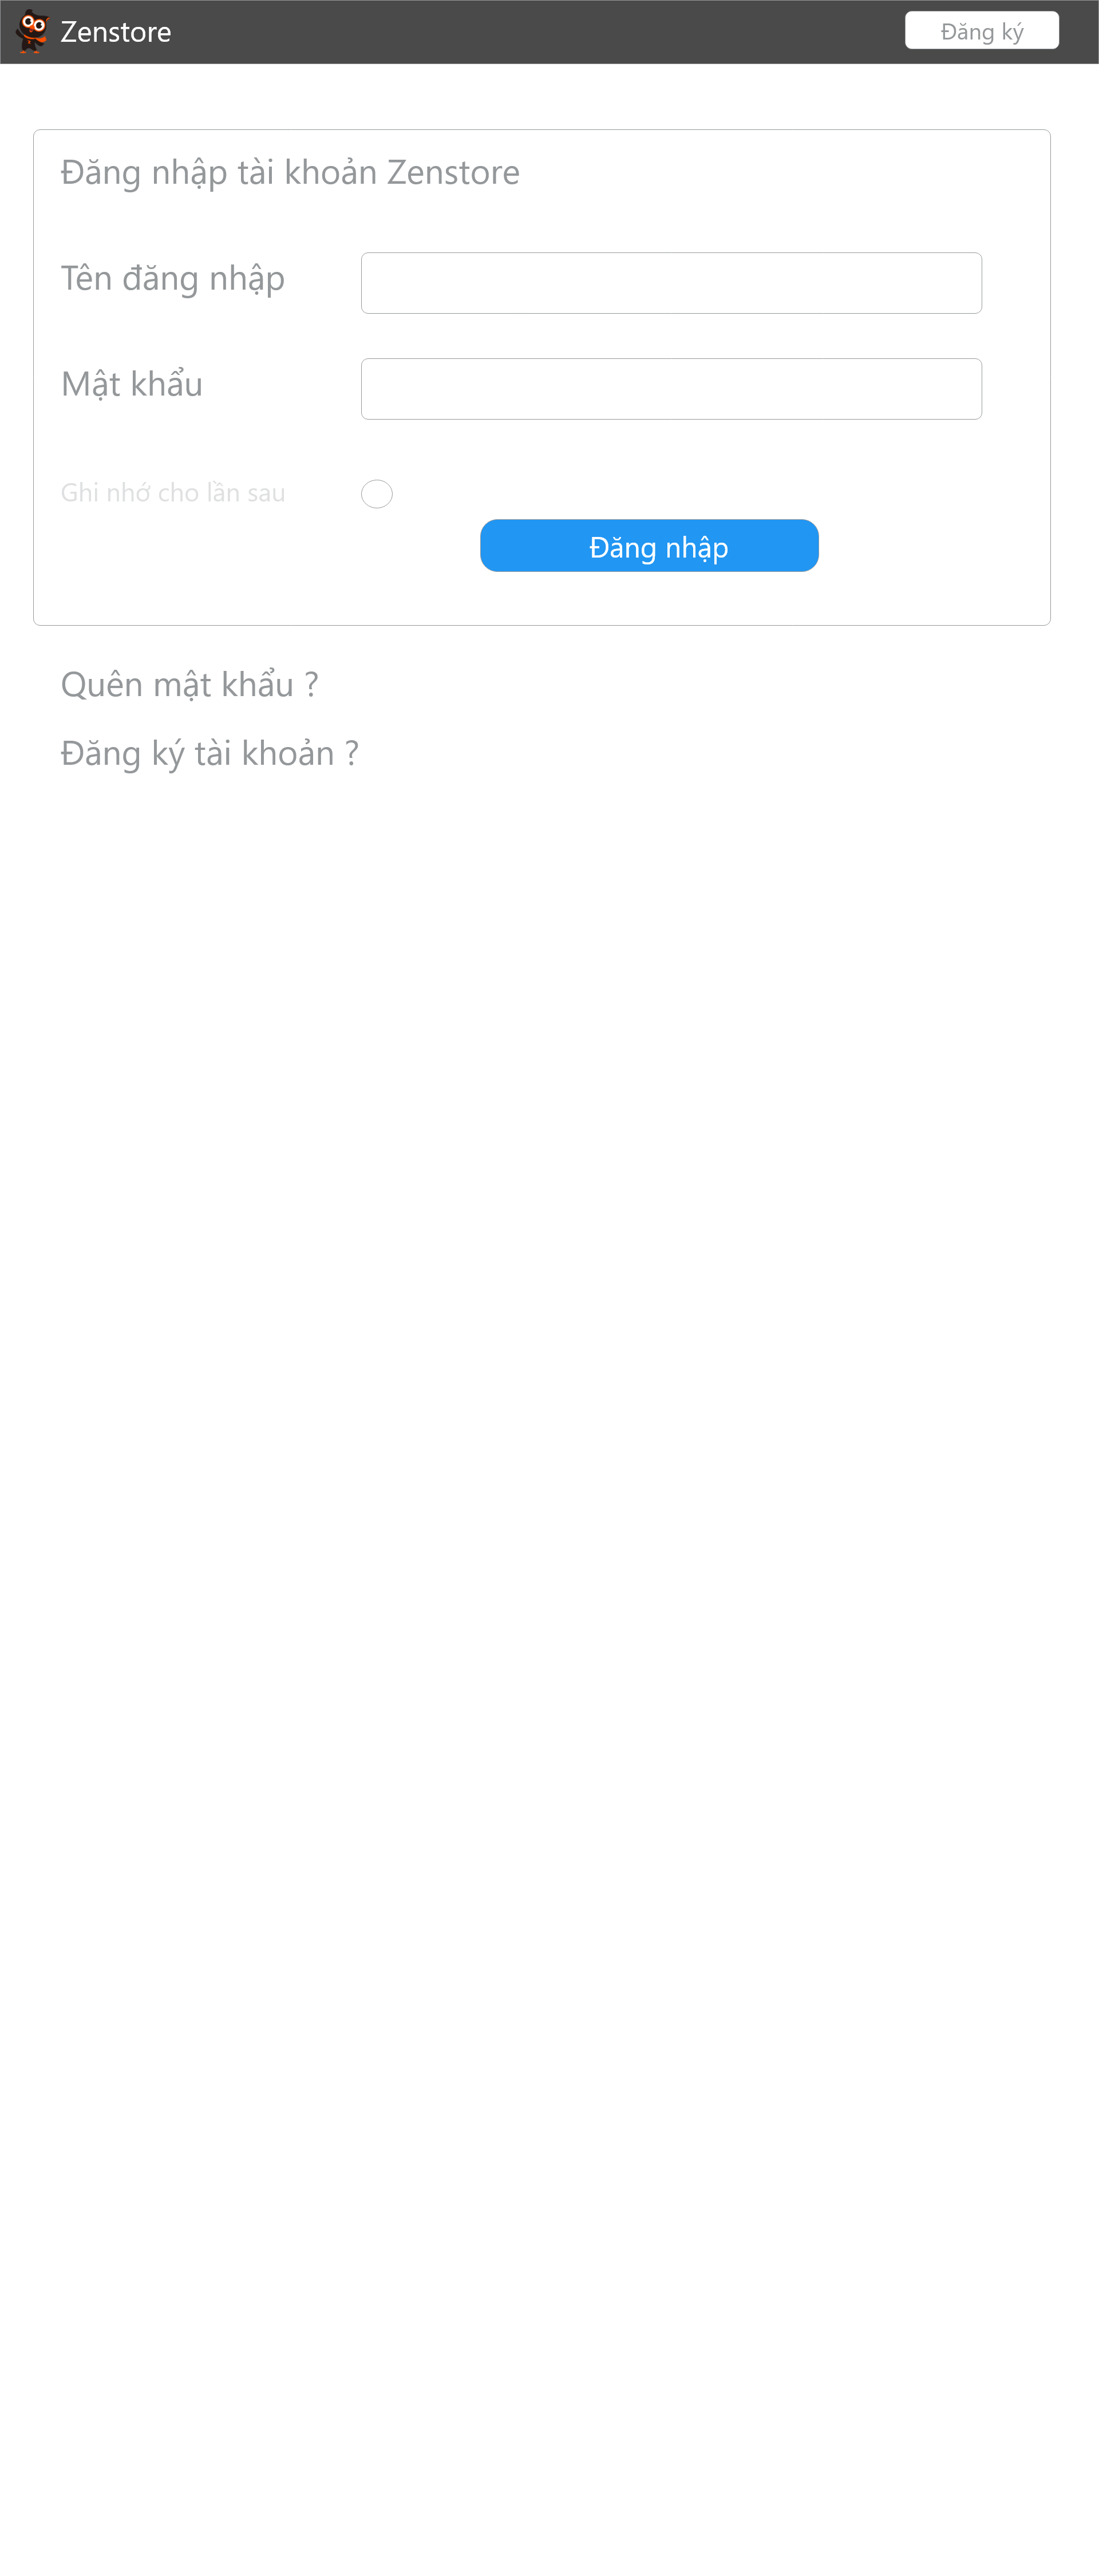 Zenstore
Đăng ký
Đăng nhập tài khoản Zenstore
Tên đăng nhập
Mật khẩu
Ghi nhớ cho lần sau
Đăng nhập
Quên mật khẩu ?
Đăng ký tài khoản ?